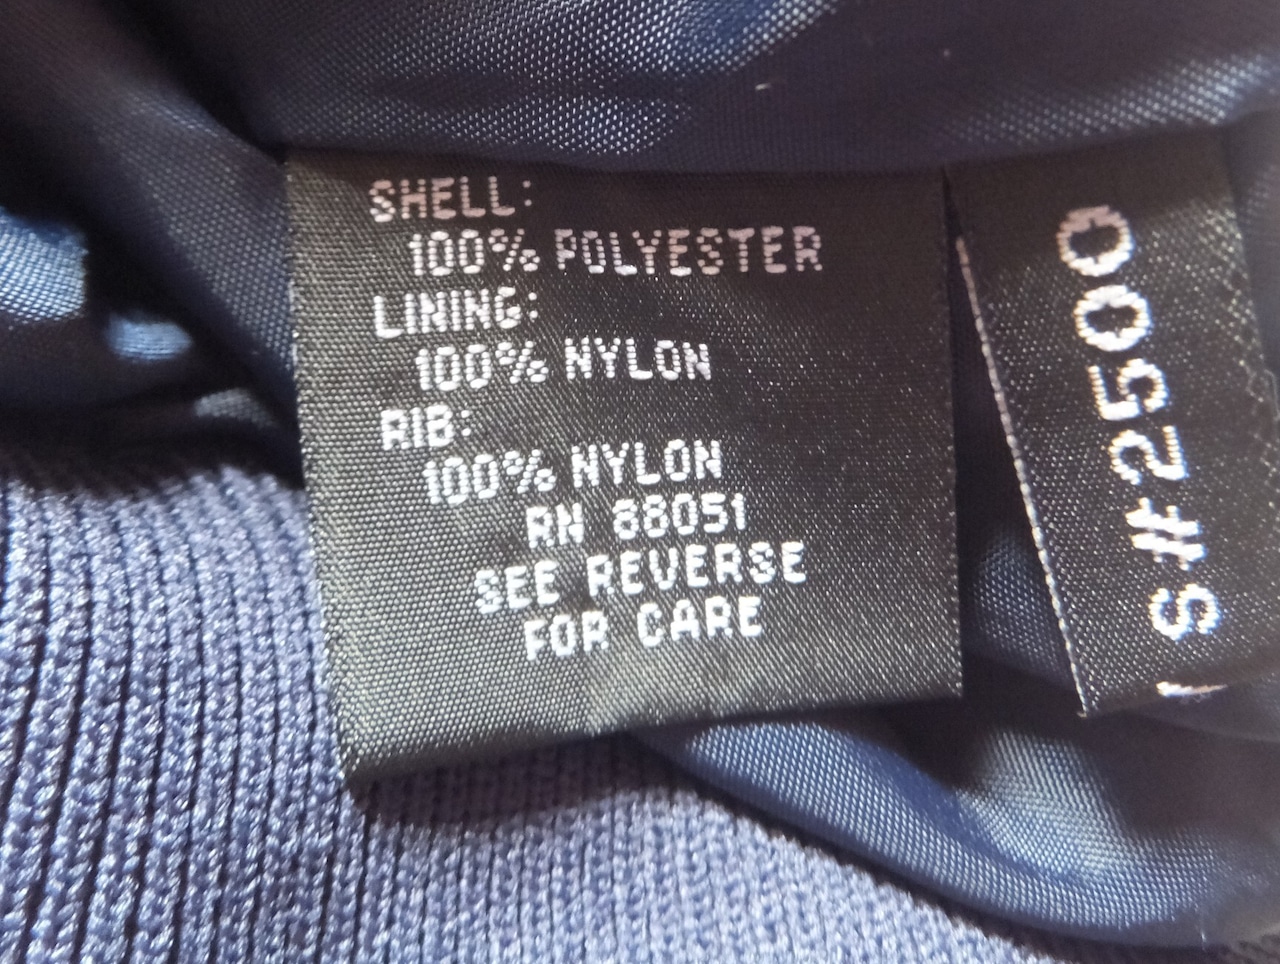 SHELL:
100% POLYESTER
LINING:
100% NYLON
RIB:
100% NYLON
RN 88051
SEE REVERSE
FOR CARE
S#2500